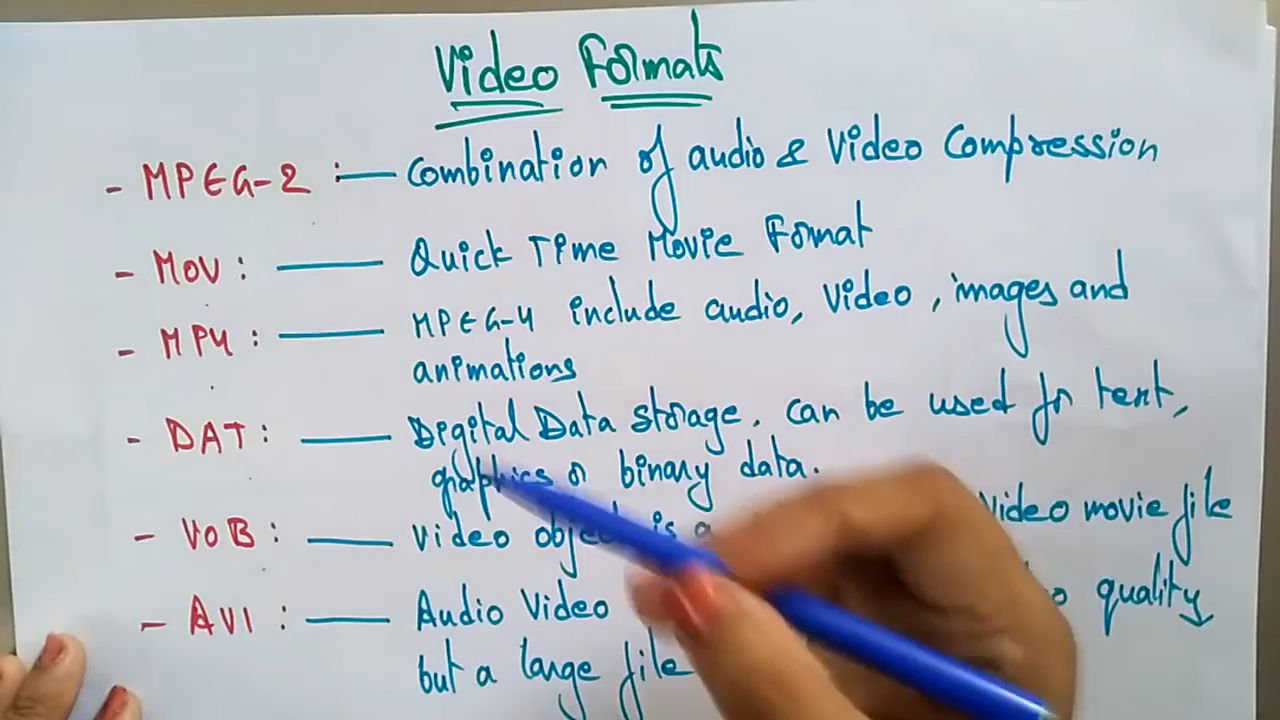 Video Formats
- MPEG-2 :— Combination of audio & Video Compression
- MOV : — Quick Time Movie Format
- MP4 : — MPEG-4 include audio, Video, images and
animations
- DAT : — Digital Data Storage. Can be used for text,
graphics or binary data.
- VOB : — Video object is a Video movie file
- AVI : — Audio Video quality
but a large file